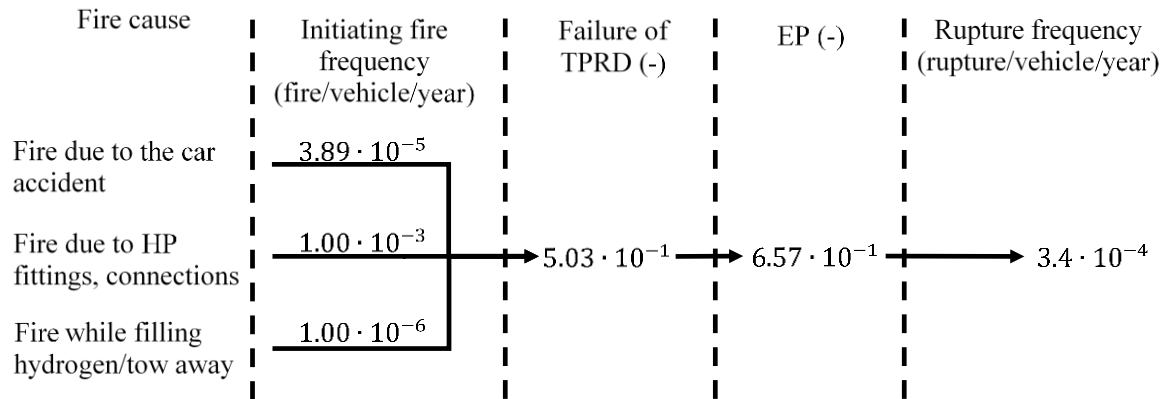 Fire cause
Initiating fire
frequency
(fire/vehicle/year)
Failure of
TPRD (-)
EP (-)
Rupture frequency
(rupture/vehicle/year)
Fire due to the car
accident
3.89 · 10⁻⁵
Fire due to HP
fittings, connections
1.00 · 10⁻³
5.03 · 10⁻¹
6.57 · 10⁻¹
3.4 · 10⁻⁴
Fire while filling
hydrogen/tow away
1.00 · 10⁻⁶